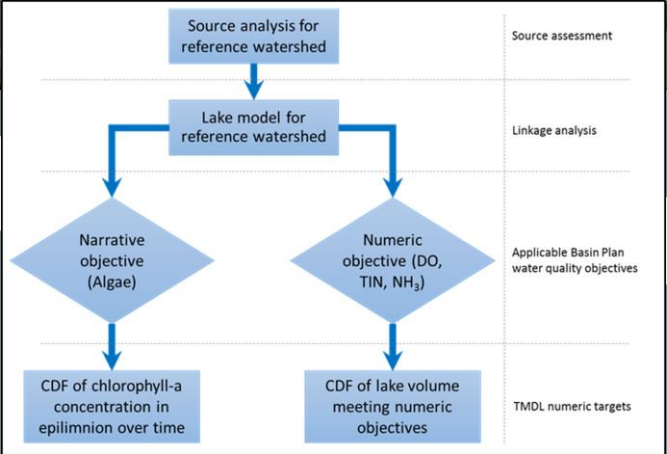 Source analysis for
reference watershed
Source assessment
Lake model for
reference watershed
Linkage analysis
Narrative
objective
(Algae)
Numeric
objective (DO,
TIN, NH₃)
Applicable Basin Plan
water quality objectives
CDF of chlorophyll-a
concentration in
epilimnion over time
CDF of lake volume
meeting numeric
objectives
TMDL numeric targets